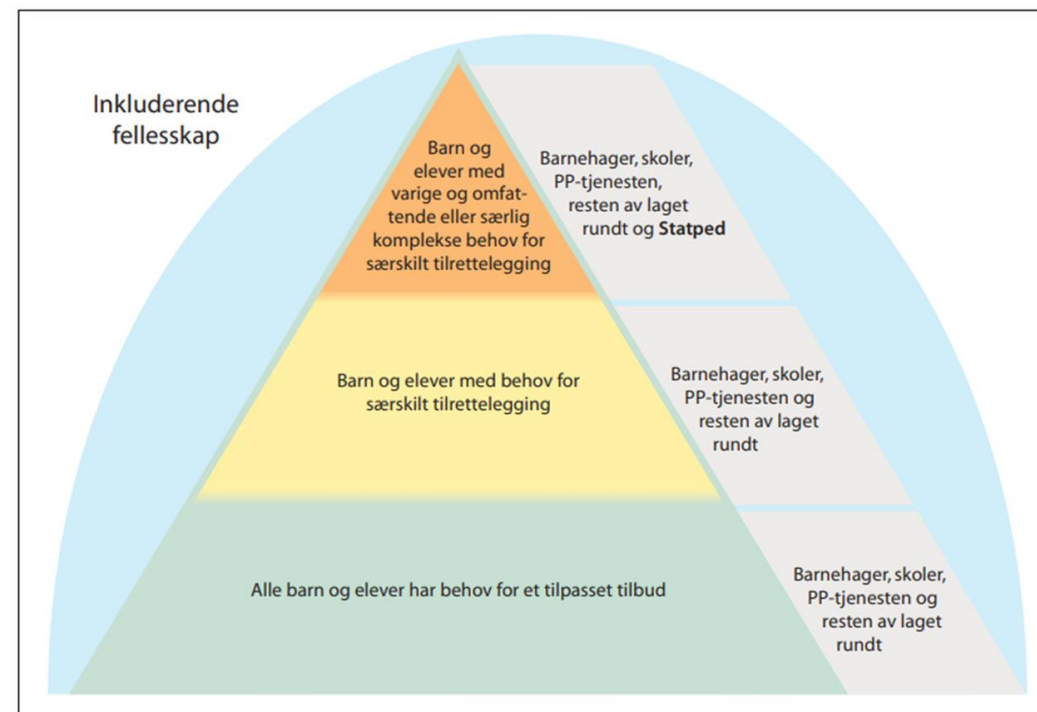 Inkluderende
fellesskap
Barn og
elever med
varige og omfat-
tende eller særlig
komplekse behov for
særskilt tilrettelegging
Barnehager, skoler,
PP-tjenesten,
resten av laget
rundt og Statped
Barn og elever med behov for
særskilt tilrettelegging
Barnehager, skoler,
PP-tjenesten og
resten av laget
rundt
Alle barn og elever har behov for et tilpasset tilbud
Barnehager, skoler,
PP-tjenesten og
resten av laget
rundt